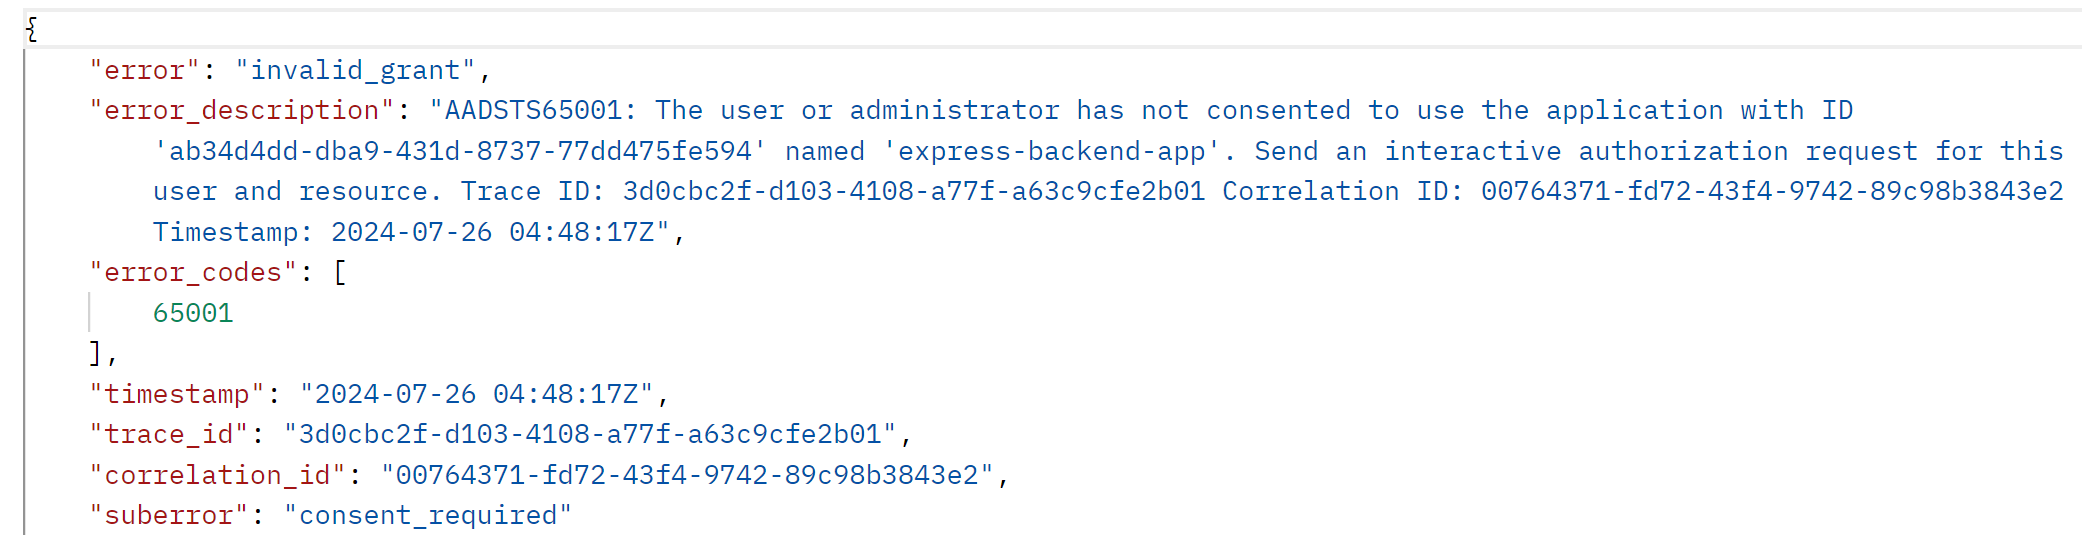 {
"error": "invalid_grant",
"error_description": "AADSTS65001: The user or administrator has not consented to use the application with ID
'ab34d4dd-dba9-431d-8737-77dd475fe594' named 'express-backend-app'. Send an interactive authorization request for this
user and resource. Trace ID: 3d0cbc2f-d103-4108-a77f-a63c9cfe2b01 Correlation ID: 00764371-fd72-43f4-9742-89c98b3843e2
Timestamp: 2024-07-26 04:48:17Z",
"error_codes": [
65001
],
"timestamp": "2024-07-26 04:48:17Z",
"trace_id": "3d0cbc2f-d103-4108-a77f-a63c9cfe2b01",
"correlation_id": "00764371-fd72-43f4-9742-89c98b3843e2",
"suberror": "consent_required"